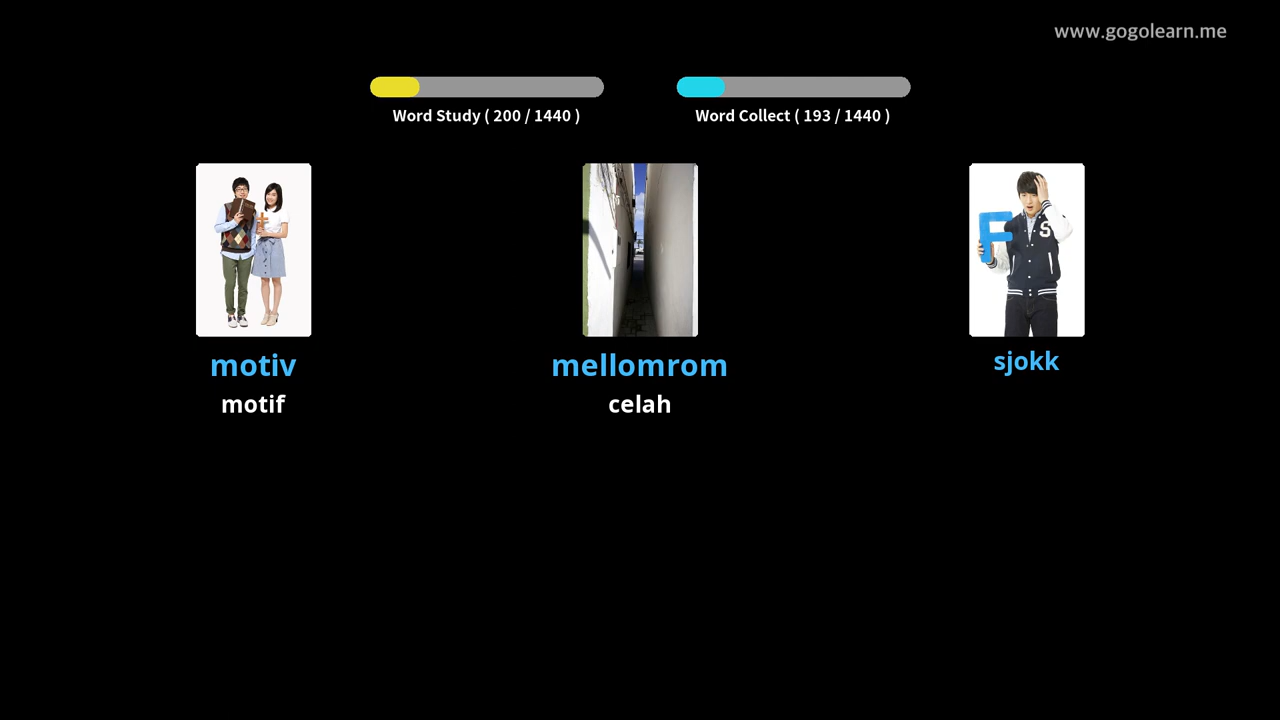 www.gogolearn.me
Word Study ( 200 / 1440 )
Word Collect ( 193 / 1440 )
F
S
motiv
motif
mellomrom
celah
sjokk